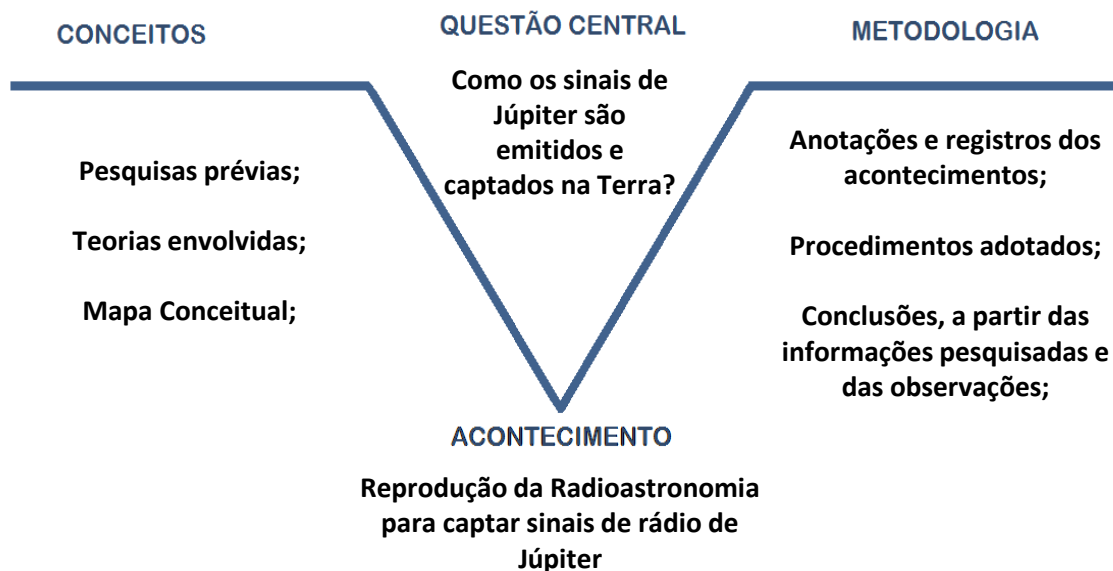 CONCEITOS
Pesquisas prévias;
Teorias envolvidas;
Mapa Conceitual;
QUESTÃO CENTRAL
Como os sinais de
Júpiter são
emitidos e
captados na Terra?
METODOLOGIA
Anotações e registros dos
acontecimentos;
Procedimentos adotados;
Conclusões, a partir das
informações pesquisadas e
das observações;
ACONTECIMENTO
Reprodução da Radioastronomia
para captar sinais de rádio de
Júpiter